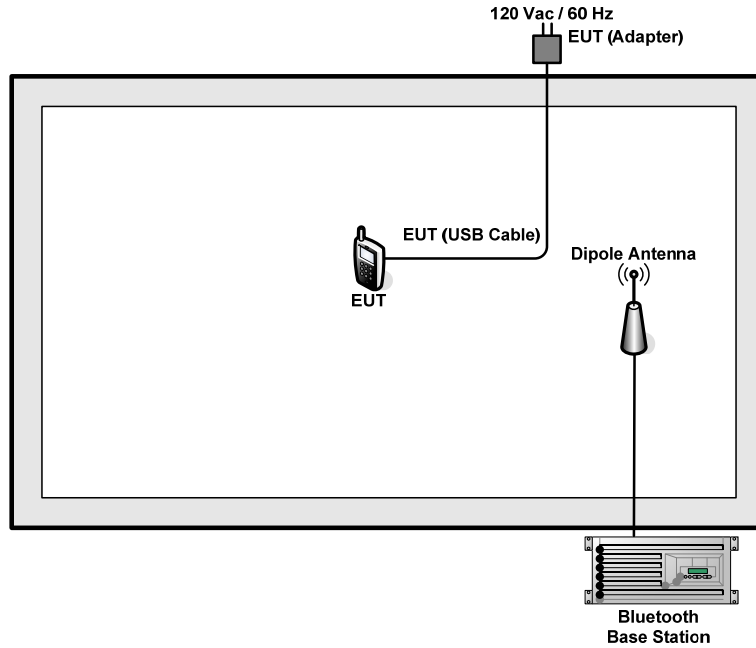 120 Vac / 60 Hz
EUT (Adapter)
EUT (USB Cable)
Dipole Antenna
EUT
Bluetooth
Base Station